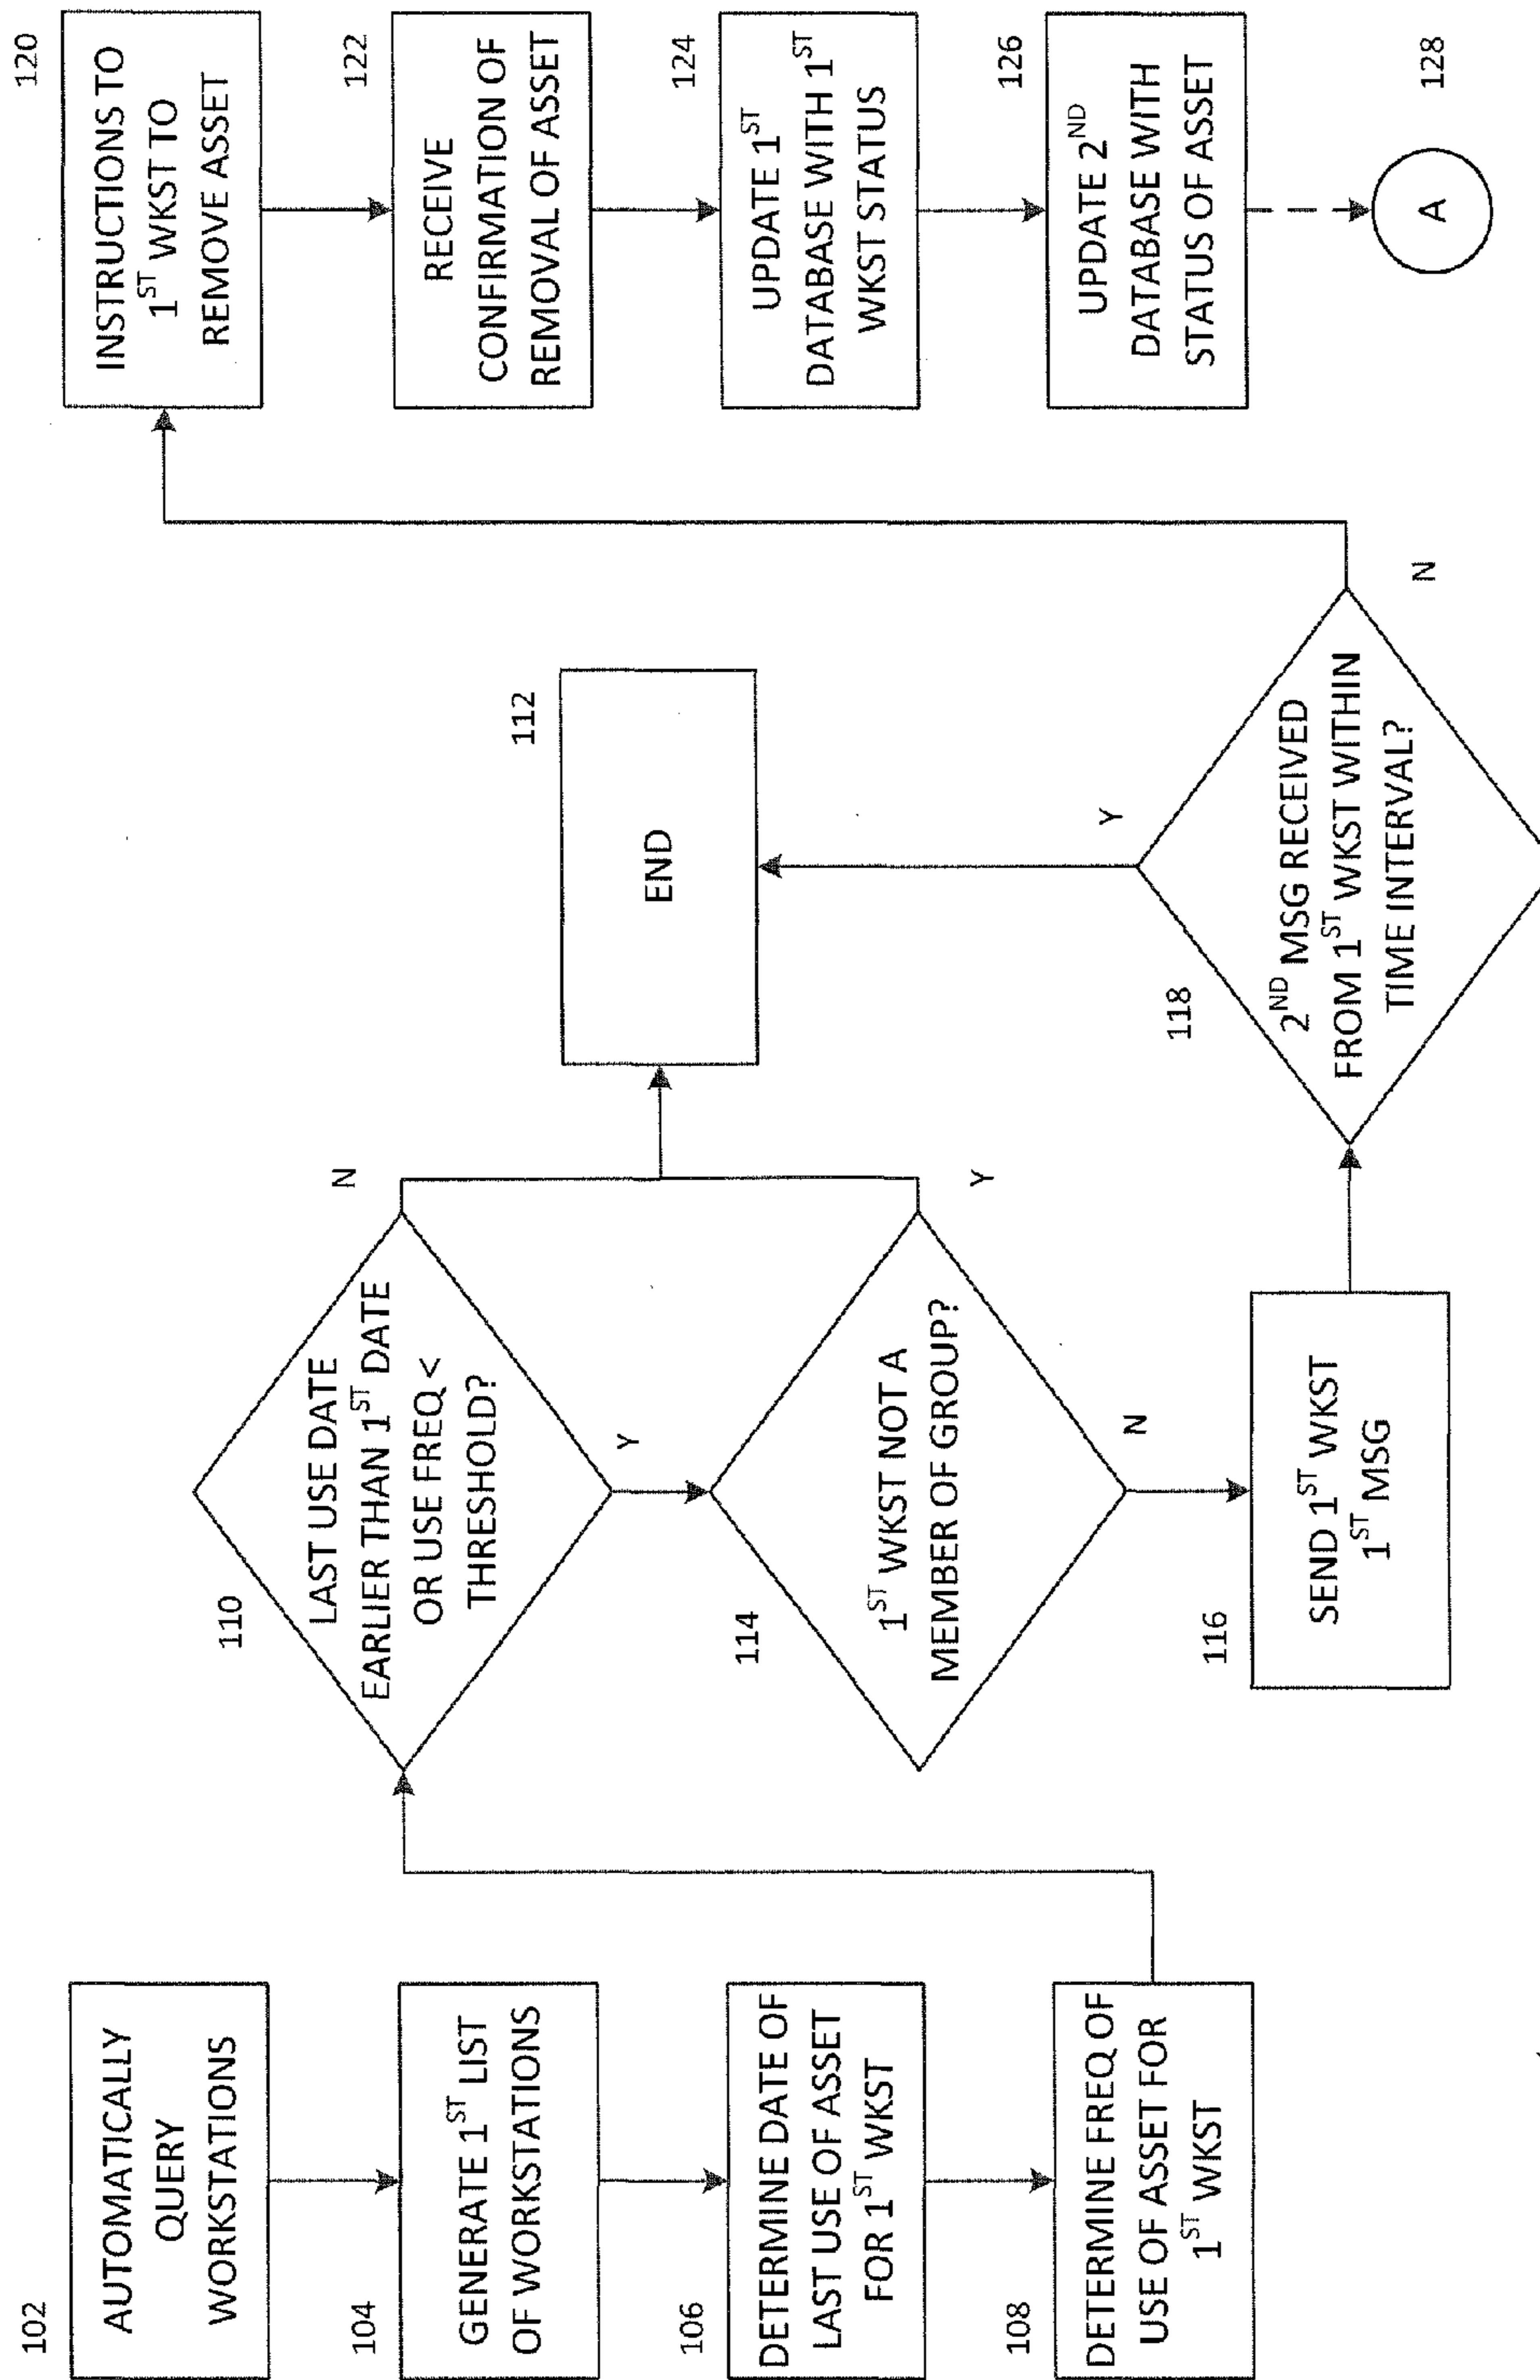 102
AUTOMATICALLY
QUERY
WORKSTATIONS
104
GENERATE 1ST LIST
OF WORKSTATIONS
106
DETERMINE DATE OF
LAST USE OF ASSET
FOR 1ST WKST
108
DETERMINE FREQ OF
USE OF ASSET FOR
1ST WKST
110
LAST USE DATE
EARLIER THAN 1ST DATE
OR USE FREQ <
THRESHOLD?
N
Y
114
1ST WKST NOT A
MEMBER OF GROUP?
Y
N
116
SEND 1ST WKST
1ST MSG
112
END
118
2ND MSG RECEIVED
FROM 1ST WKST WITHIN
TIME INTERVAL?
Y
N
120
INSTRUCTIONS TO
1ST WKST TO
REMOVE ASSET
122
RECEIVE
CONFIRMATION OF
REMOVAL OF ASSET
124
UPDATE 1ST
DATABASE WITH 1ST
WKST STATUS
126
UPDATE 2ND
DATABASE WITH
STATUS OF ASSET
128
A